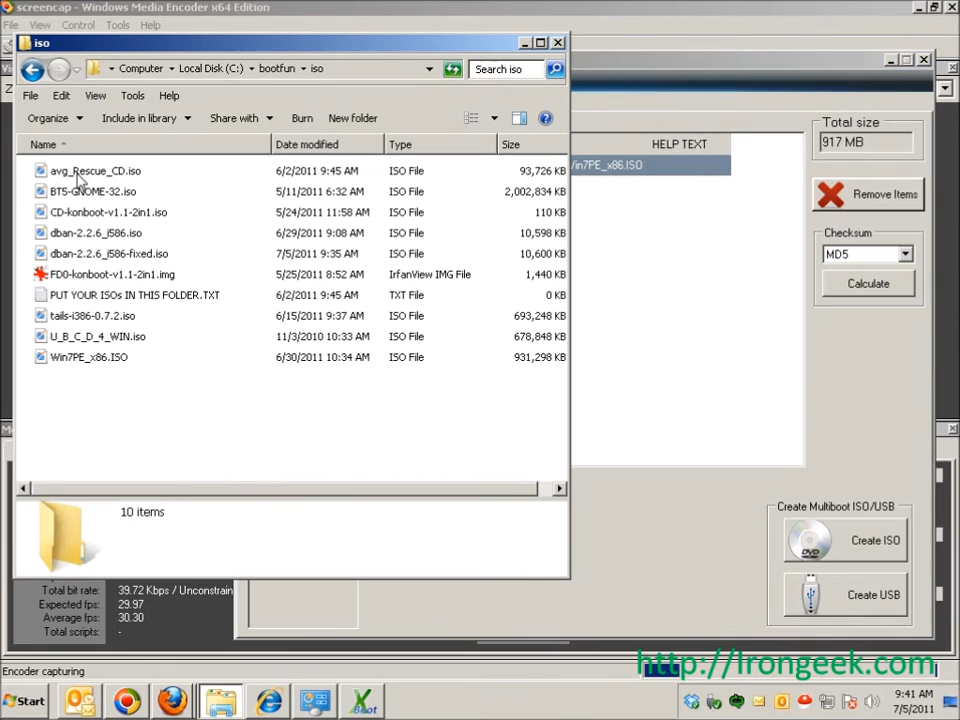 screencap - Windows Media Encoder x64 Edition
File View Control Tools Help
iso
Computer Local Disk (C:) bootfun iso
Search iso
File Edit View Tools Help
Organize Include in library Share with Burn New folder
Name Date modified Type Size
avg_Rescue_CD.iso 6/2/2011 9:45 AM ISO File 93,726 KB
BT5-GNOME-32.iso 5/11/2011 6:32 AM ISO File 2,002,834 KB
CD-konboot-v1.1-2in1.iso 5/24/2011 11:58 AM ISO File 110 KB
dban-2.2.6_i586.iso 6/29/2011 9:08 AM ISO File 10,598 KB
dban-2.2.6_i586-fixed.iso 7/5/2011 9:35 AM ISO File 10,600 KB
FD0-konboot-v1.1-2in1.img 5/25/2011 8:52 AM IrfanView IMG File 1,440 KB
PUT YOUR ISOs IN THIS FOLDER.TXT 6/2/2011 9:45 AM TXT File 0 KB
tails-i386-0.7.2.iso 6/15/2011 9:37 AM ISO File 693,248 KB
U_B_C_D_4_WIN.iso 11/3/2010 10:33 AM ISO File 678,848 KB
Win7PE_x86.ISO 6/30/2011 10:34 AM ISO File 931,298 KB
10 items
HELP TEXT
in7PE_x86.ISO
Total size
917 MB
Remove Items
Checksum
MD5
Calculate
Create Multiboot ISO/USB
DVD
Create ISO
Create USB
Total bit rate: 39.72 Kbps / Unconstrain
Expected fps: 29.97
Average fps: 30.30
Total scripts: -
Encoder capturing
http://Irongeek.com
Start
X
Boot
9:41 AM
7/5/2011